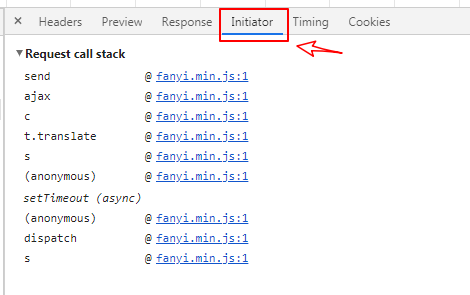 Headers Preview Response Initiator Timing Cookies
Request call stack
send @ fanyi.min.js:1
ajax @ fanyi.min.js:1
c @ fanyi.min.js:1
t.translate @ fanyi.min.js:1
s @ fanyi.min.js:1
(anonymous) @ fanyi.min.js:1
setTimeout (async)
(anonymous) @ fanyi.min.js:1
dispatch @ fanyi.min.js:1
s @ fanyi.min.js:1